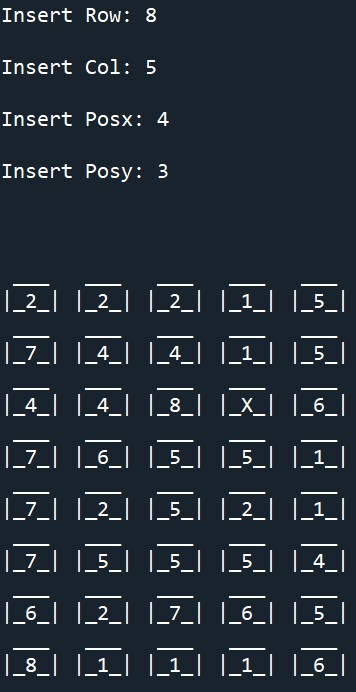 Insert Row: 8
Insert Col: 5
Insert Posx: 4
Insert Posy: 3
 ___   ___   ___   ___   ___
|_2_| |_2_| |_2_| |_1_| |_5_|
 ___   ___   ___   ___   ___
|_7_| |_4_| |_4_| |_1_| |_5_|
 ___   ___   ___   ___   ___
|_4_| |_4_| |_8_| |_X_| |_6_|
 ___   ___   ___   ___   ___
|_7_| |_6_| |_5_| |_5_| |_1_|
 ___   ___   ___   ___   ___
|_7_| |_2_| |_5_| |_2_| |_1_|
 ___   ___   ___   ___   ___
|_7_| |_5_| |_5_| |_5_| |_4_|
 ___   ___   ___   ___   ___
|_6_| |_2_| |_7_| |_6_| |_5_|
 ___   ___   ___   ___   ___
|_8_| |_1_| |_1_| |_1_| |_6_|